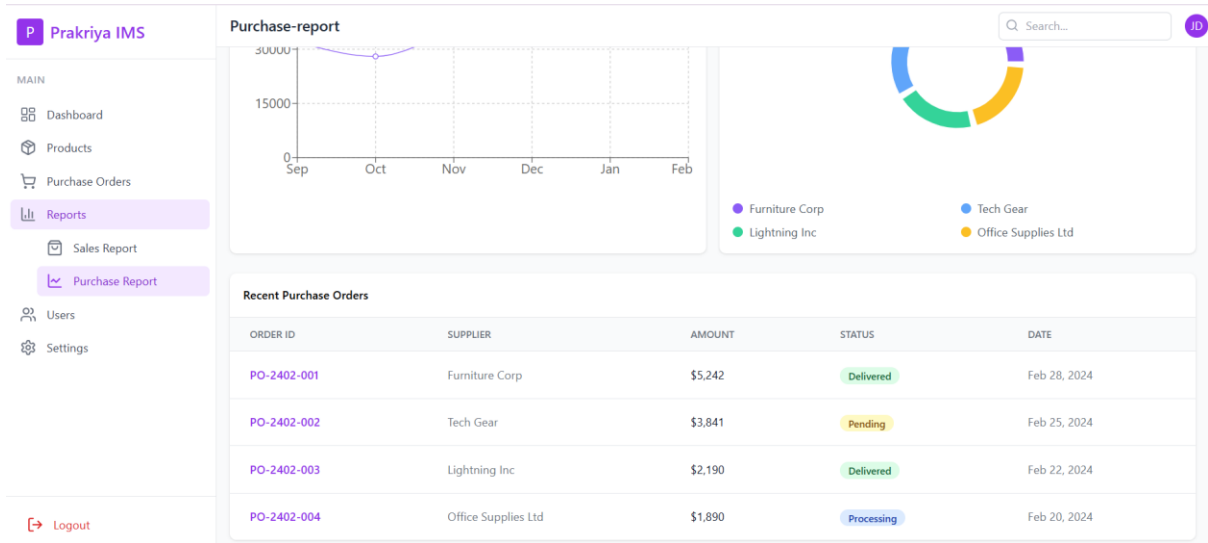 P Prakriya IMS
Purchase-report
Search...
JD
MAIN
Dashboard
Products
Purchase Orders
Reports
Sales Report
Purchase Report
Users
Settings
Logout
30000
15000
0
Sep Oct Nov Dec Jan Feb
Furniture Corp Tech Gear
Lightning Inc Office Supplies Ltd
Recent Purchase Orders
ORDER ID SUPPLIER AMOUNT STATUS DATE
PO-2402-001 Furniture Corp $5,242 Delivered Feb 28, 2024
PO-2402-002 Tech Gear $3,841 Pending Feb 25, 2024
PO-2402-003 Lightning Inc $2,190 Delivered Feb 22, 2024
PO-2402-004 Office Supplies Ltd $1,890 Processing Feb 20, 2024